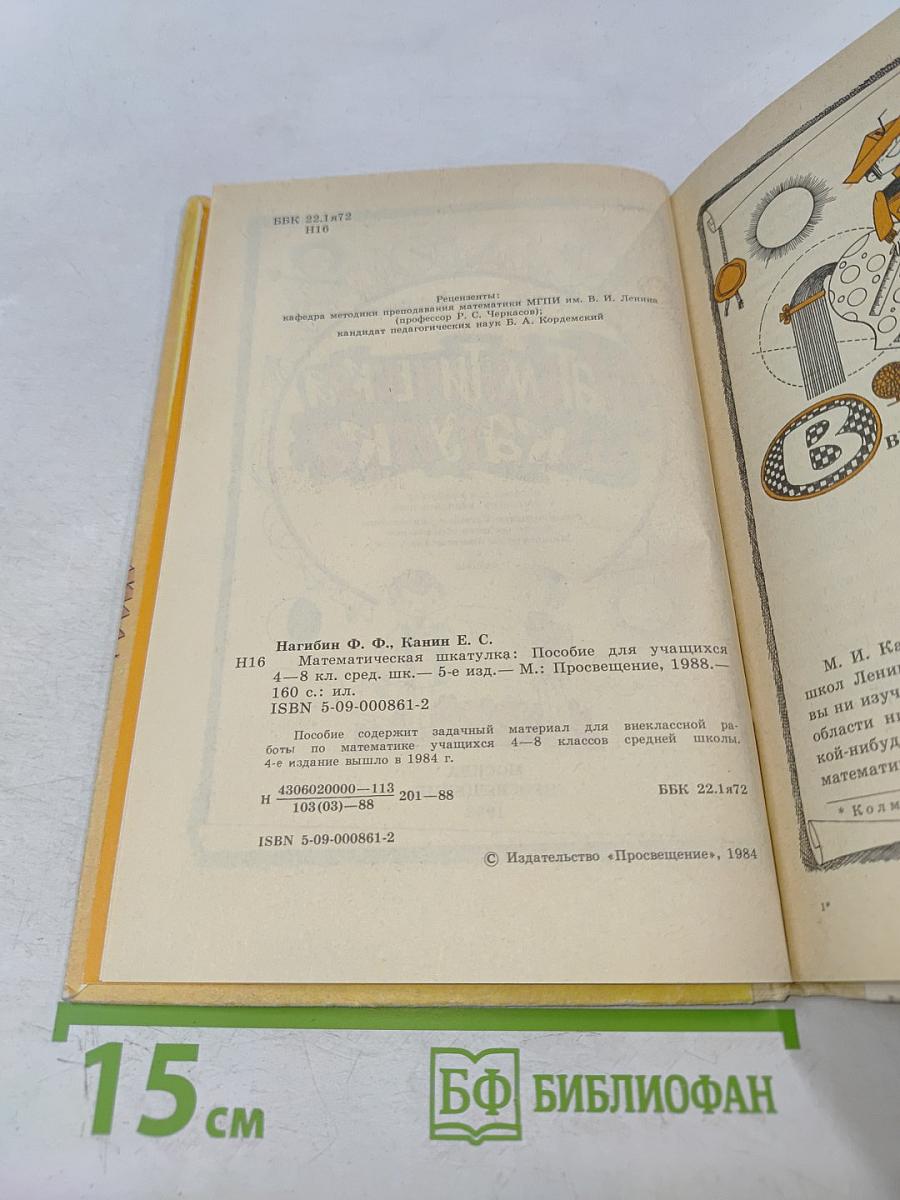 ББК 22.1я72
Н16
Рецензенты:
кафедра методики преподавания математики МГПИ им. В. И. Ленина
(профессор Р. С. Черкасов);
кандидат педагогических наук Б. А. Кордемский
Нагибин Ф. Ф., Канин Е. С.
Н16 Математическая шкатулка: Пособие для учащихся
4—8 кл. сред. шк.— 5-е изд.— М.: Просвещение, 1988.—
160 с.: ил.
ISBN 5-09-000861-2
Пособие содержит задачный материал для внеклассной ра-
боты по математике учащихся 4—8 классов средней школы.
4-е издание вышло в 1984 г.
Н 4306020000—113
103(03)—88 201—88 ББК 22.1я72
ISBN 5-09-000861-2
© Издательство «Просвещение», 1984
В
М. И. Ка
школ Ленин
вы ни изуч
области н
кой-нибуд
математи
* Колм
1*
15 см
БФ БИБЛИОФАН